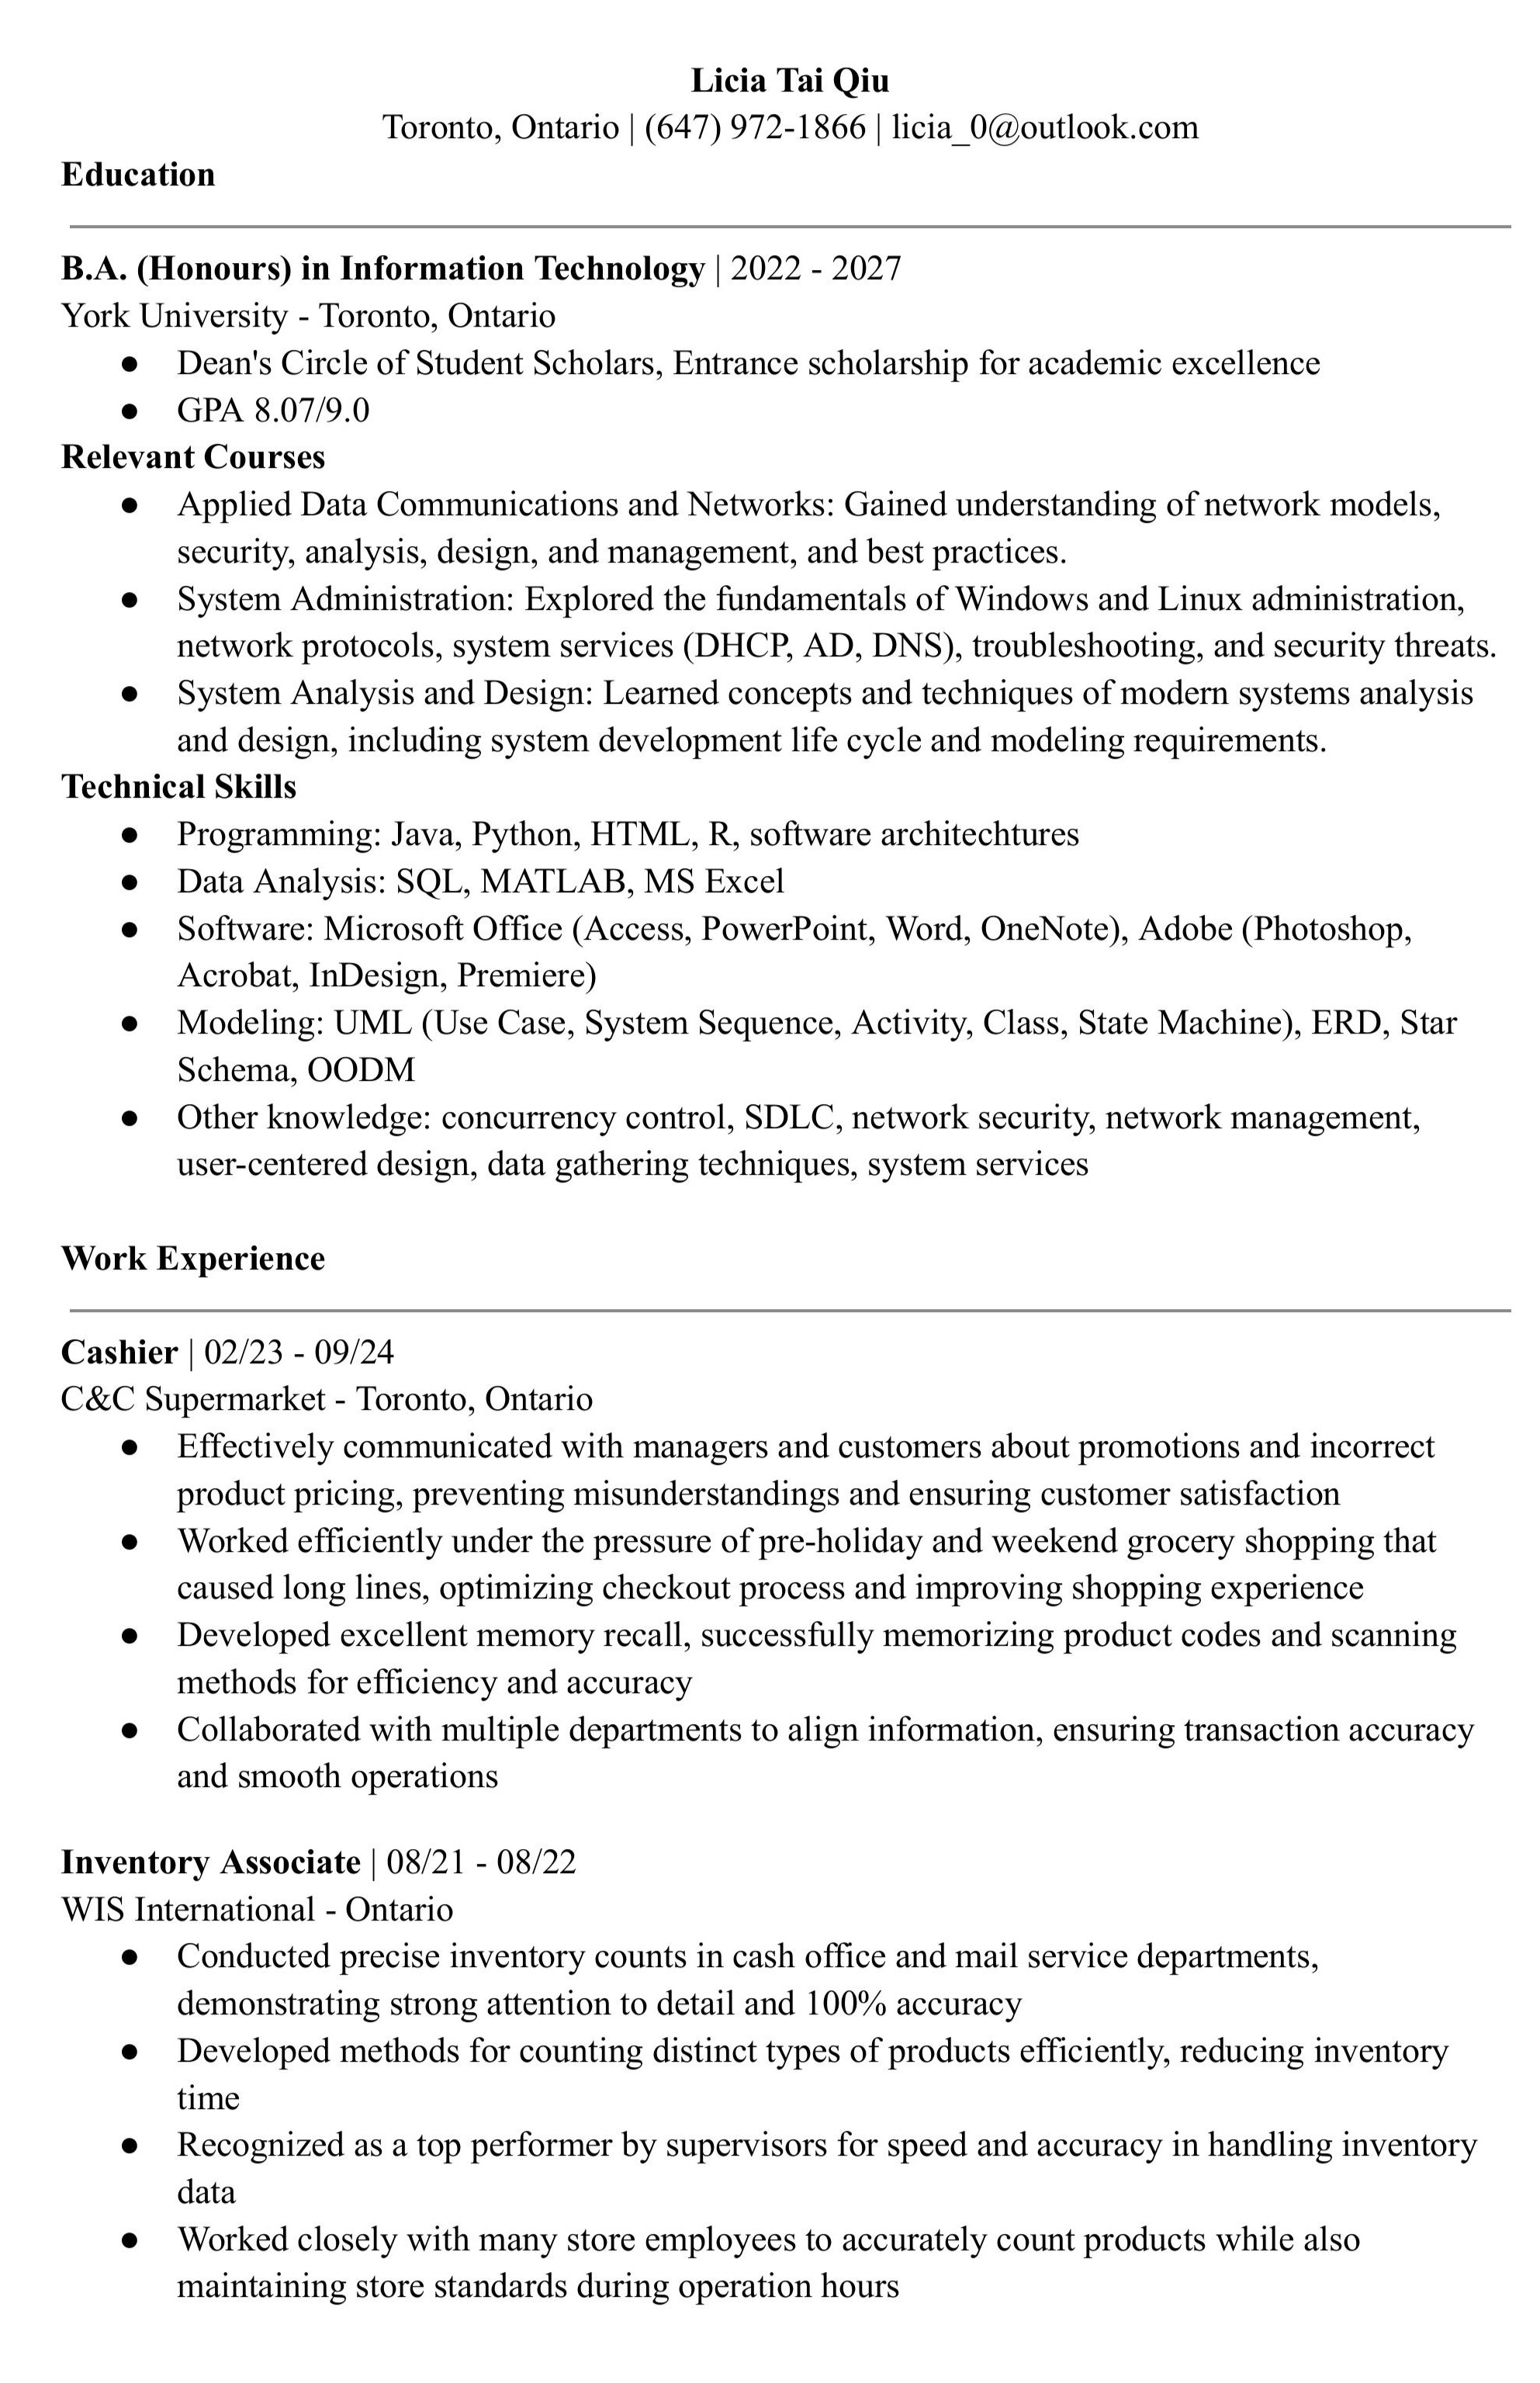 Licia Tai Qiu
Toronto, Ontario | (647) 972-1866 | licia_0@outlook.com
Education
B.A. (Honours) in Information Technology | 2022 - 2027
York University - Toronto, Ontario
● Dean's Circle of Student Scholars, Entrance scholarship for academic excellence
● GPA 8.07/9.0
Relevant Courses
● Applied Data Communications and Networks: Gained understanding of network models,
security, analysis, design, and management, and best practices.
● System Administration: Explored the fundamentals of Windows and Linux administration,
network protocols, system services (DHCP, AD, DNS), troubleshooting, and security threats.
● System Analysis and Design: Learned concepts and techniques of modern systems analysis
and design, including system development life cycle and modeling requirements.
Technical Skills
● Programming: Java, Python, HTML, R, software architechtures
● Data Analysis: SQL, MATLAB, MS Excel
● Software: Microsoft Office (Access, PowerPoint, Word, OneNote), Adobe (Photoshop,
Acrobat, InDesign, Premiere)
● Modeling: UML (Use Case, System Sequence, Activity, Class, State Machine), ERD, Star
Schema, OODM
● Other knowledge: concurrency control, SDLC, network security, network management,
user-centered design, data gathering techniques, system services
Work Experience
Cashier | 02/23 - 09/24
C&C Supermarket - Toronto, Ontario
● Effectively communicated with managers and customers about promotions and incorrect
product pricing, preventing misunderstandings and ensuring customer satisfaction
● Worked efficiently under the pressure of pre-holiday and weekend grocery shopping that
caused long lines, optimizing checkout process and improving shopping experience
● Developed excellent memory recall, successfully memorizing product codes and scanning
methods for efficiency and accuracy
● Collaborated with multiple departments to align information, ensuring transaction accuracy
and smooth operations
Inventory Associate | 08/21 - 08/22
WIS International - Ontario
● Conducted precise inventory counts in cash office and mail service departments,
demonstrating strong attention to detail and 100% accuracy
● Developed methods for counting distinct types of products efficiently, reducing inventory
time
● Recognized as a top performer by supervisors for speed and accuracy in handling inventory
data
● Worked closely with many store employees to accurately count products while also
maintaining store standards during operation hours